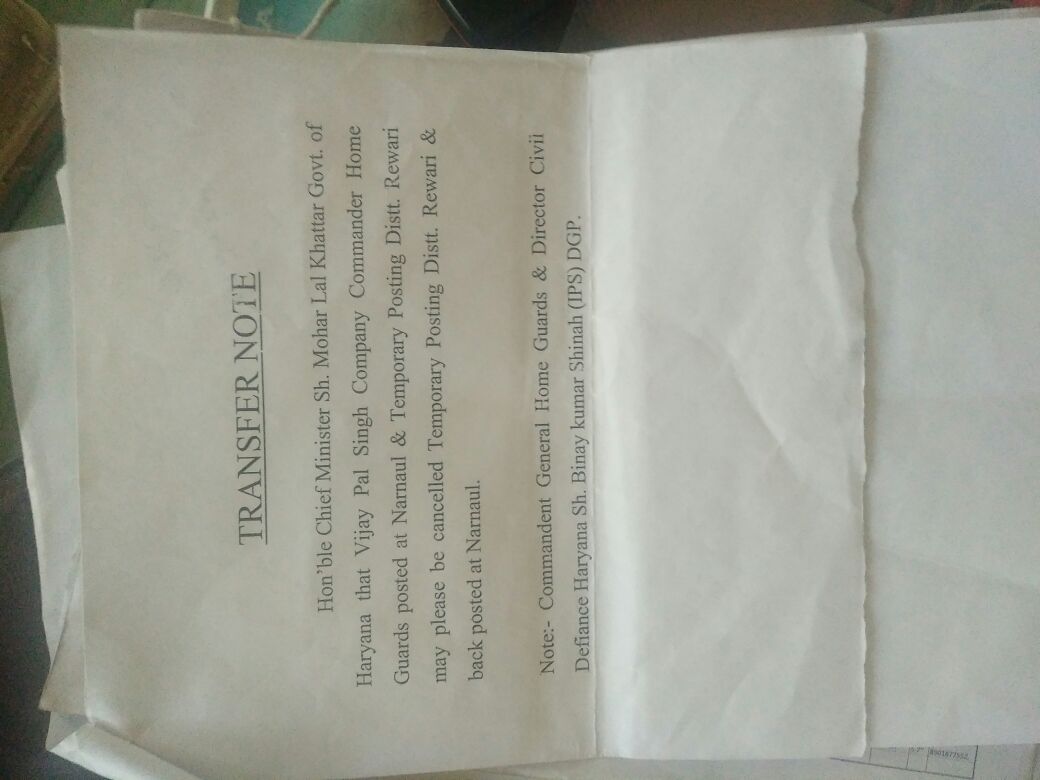 TRANSFER NOTE
Hon'ble Chief Minister Sh. Mohar Lal Khattar Govt. of
Haryana that Vijay Pal Singh Company Commander Home
Guards posted at Narnaul & Temporary Posting Distt. Rewari
may please be cancelled Temporary Posting Distt. Rewari &
back posted at Narnaul.
Note:- Commandent General Home Guards & Director Civil
Defiance Haryana Sh. Binay kumar Shinah (IPS) DGP.